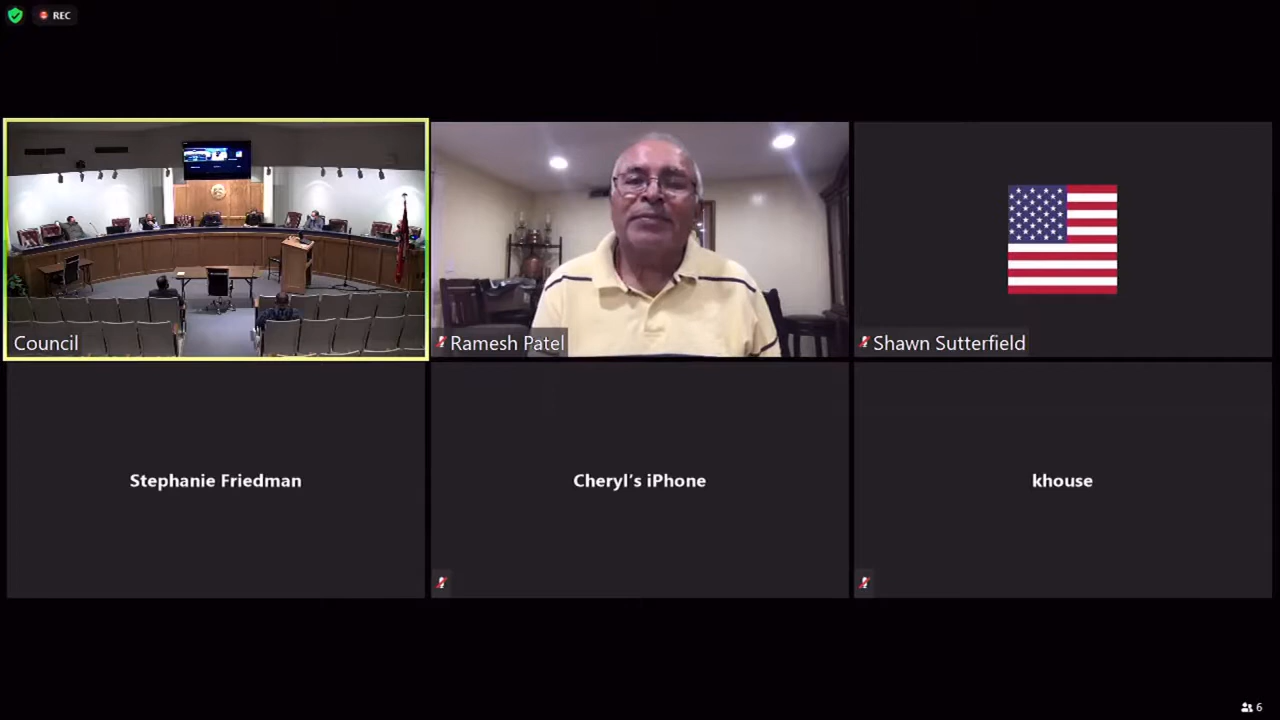 REC
Council
Ramesh Patel
Shawn Sutterfield
Stephanie Friedman
Cheryl’s iPhone
khouse
6